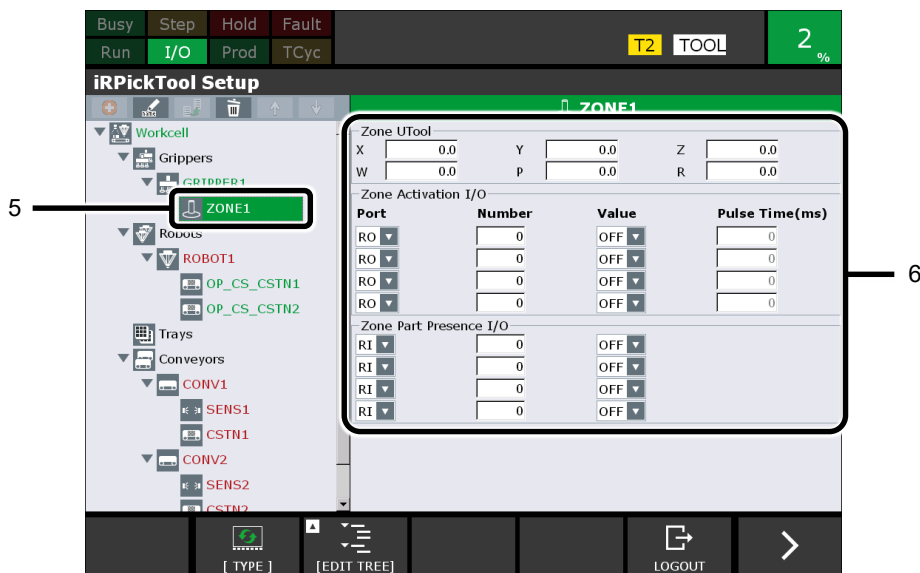 Busy Step Hold Fault
Run I/O Prod TCyc
T2 TOOL
2 %
iRPickTool Setup
ZONE1
Workcell
Grippers
GRIPPER1
5
ZONE1
Robots
ROBOT1
OP_CS_CSTN1
OP_CS_CSTN2
Trays
Conveyors
CONV1
SENS1
CSTN1
CONV2
SENS2
CSTN2
Zone UTool
X 0.0 Y 0.0 Z 0.0
W 0.0 P 0.0 R 0.0
Zone Activation I/O
Port Number Value Pulse Time(ms)
RO 0 OFF 0
RO 0 OFF 0
RO 0 OFF 0
RO 0 OFF 0
6
Zone Part Presence I/O
RI 0 OFF
RI 0 OFF
RI 0 OFF
RI 0 OFF
[ TYPE ] [EDIT TREE] LOGOUT >